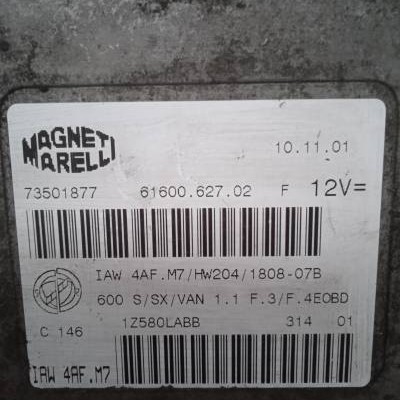 MAGNETI
MARELLI
10.11.01
73501877 61600.627.02 F 12V=
IAW 4AF.M7/HW204/1808-07B
600 S/SX/VAN 1.1 F.3/F.4EOBD
C 146 1Z580LABB 314 01
IAW 4AF.M7